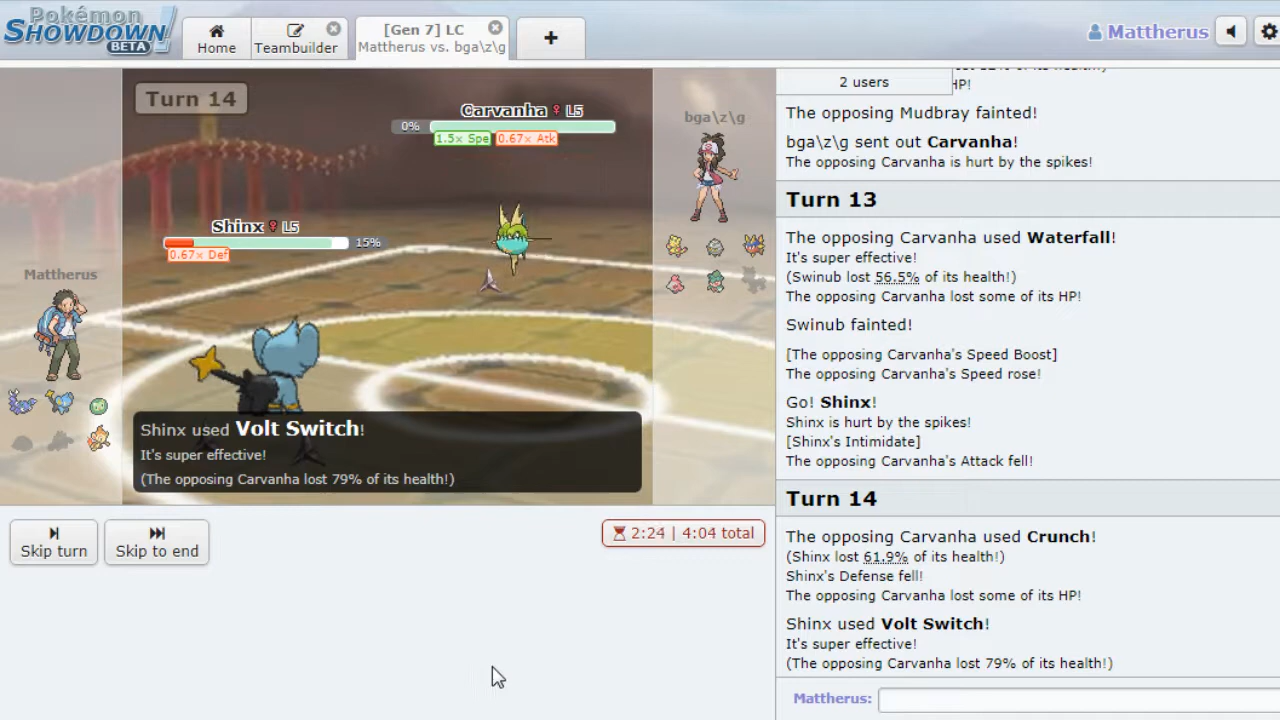 Pokémon
SHOWDOWN!
BETA
Home
Teambuilder
[Gen 7] LC
Mattherus vs. bga\z\g
+
Mattherus
Turn 14
Carvanha ♀ L5
0%
1.5× Spe 0.67× Atk
bga\z\g
Shinx ♀ L5
15%
0.67× Def
Mattherus
Shinx used Volt Switch!
It's super effective!
(The opposing Carvanha lost 79% of its health!)
Skip turn
Skip to end
2:24 | 4:04 total
2 users
HP!
The opposing Mudbray fainted!
bga\z\g sent out Carvanha!
The opposing Carvanha is hurt by the spikes!
Turn 13
The opposing Carvanha used Waterfall!
It's super effective!
(Swinub lost 56.5% of its health!)
The opposing Carvanha lost some of its HP!
Swinub fainted!
[The opposing Carvanha's Speed Boost]
The opposing Carvanha's Speed rose!
Go! Shinx!
Shinx is hurt by the spikes!
[Shinx's Intimidate]
The opposing Carvanha's Attack fell!
Turn 14
The opposing Carvanha used Crunch!
(Shinx lost 61.9% of its health!)
Shinx's Defense fell!
The opposing Carvanha lost some of its HP!
Shinx used Volt Switch!
It's super effective!
(The opposing Carvanha lost 79% of its health!)
Mattherus: